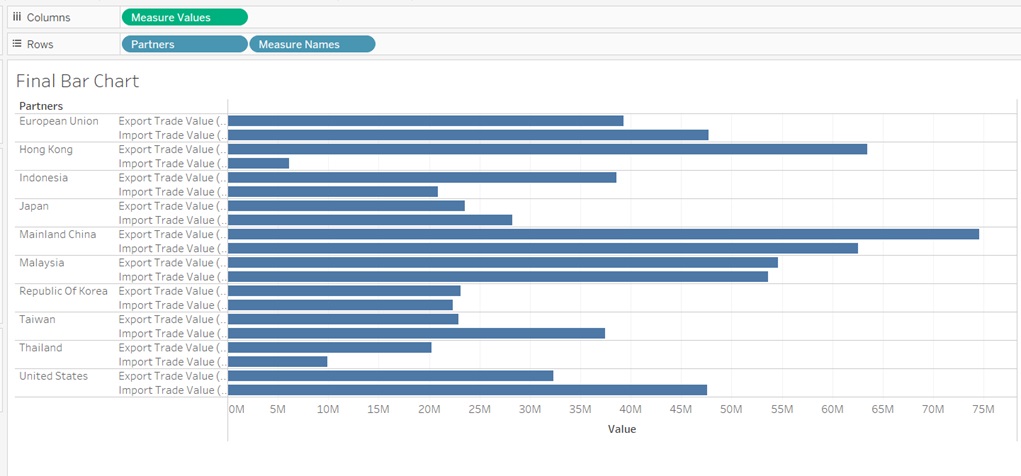 Columns Measure Values
Rows Partners Measure Names
Final Bar Chart
Partners
European Union Export Trade Value (..
Import Trade Value (..
Hong Kong Export Trade Value (..
Import Trade Value (..
Indonesia Export Trade Value (..
Import Trade Value (..
Japan Export Trade Value (..
Import Trade Value (..
Mainland China Export Trade Value (..
Import Trade Value (..
Malaysia Export Trade Value (..
Import Trade Value (..
Republic Of Korea Export Trade Value (..
Import Trade Value (..
Taiwan Export Trade Value (..
Import Trade Value (..
Thailand Export Trade Value (..
Import Trade Value (..
United States Export Trade Value (..
Import Trade Value (..
0M 5M 10M 15M 20M 25M 30M 35M 40M 45M 50M 55M 60M 65M 70M 75M
Value